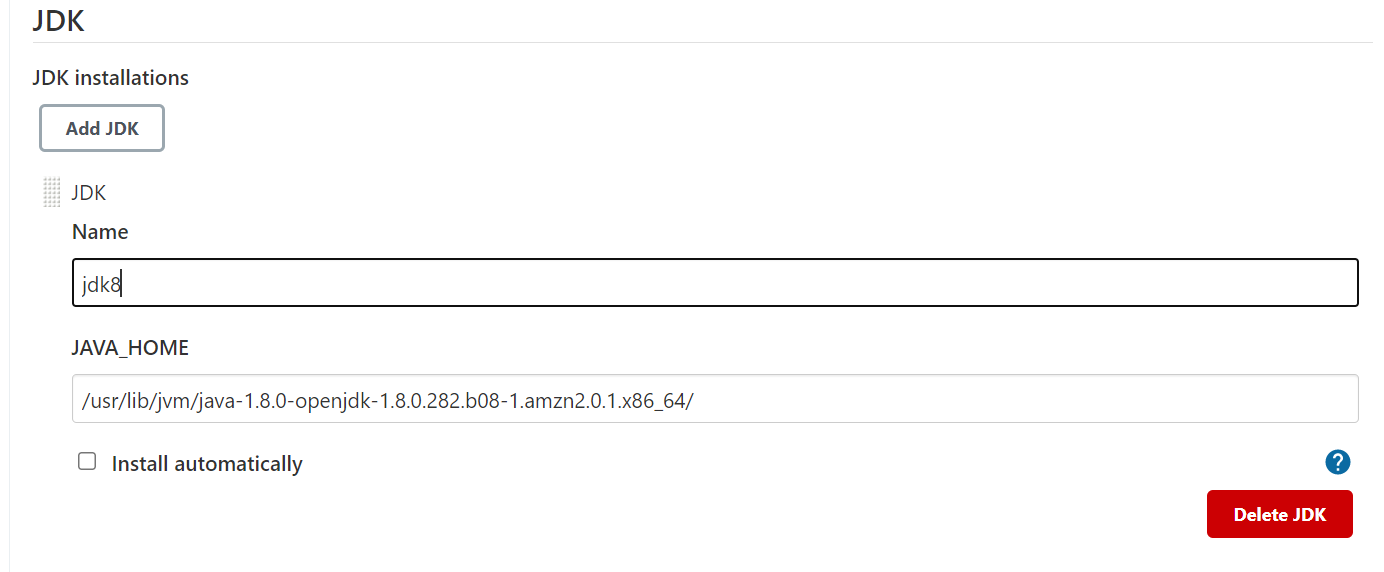 JDK
JDK installations
Add JDK
JDK
Name
jdk8
JAVA_HOME
/usr/lib/jvm/java-1.8.0-openjdk-1.8.0.282.b08-1.amzn2.0.1.x86_64/
Install automatically
?
Delete JDK